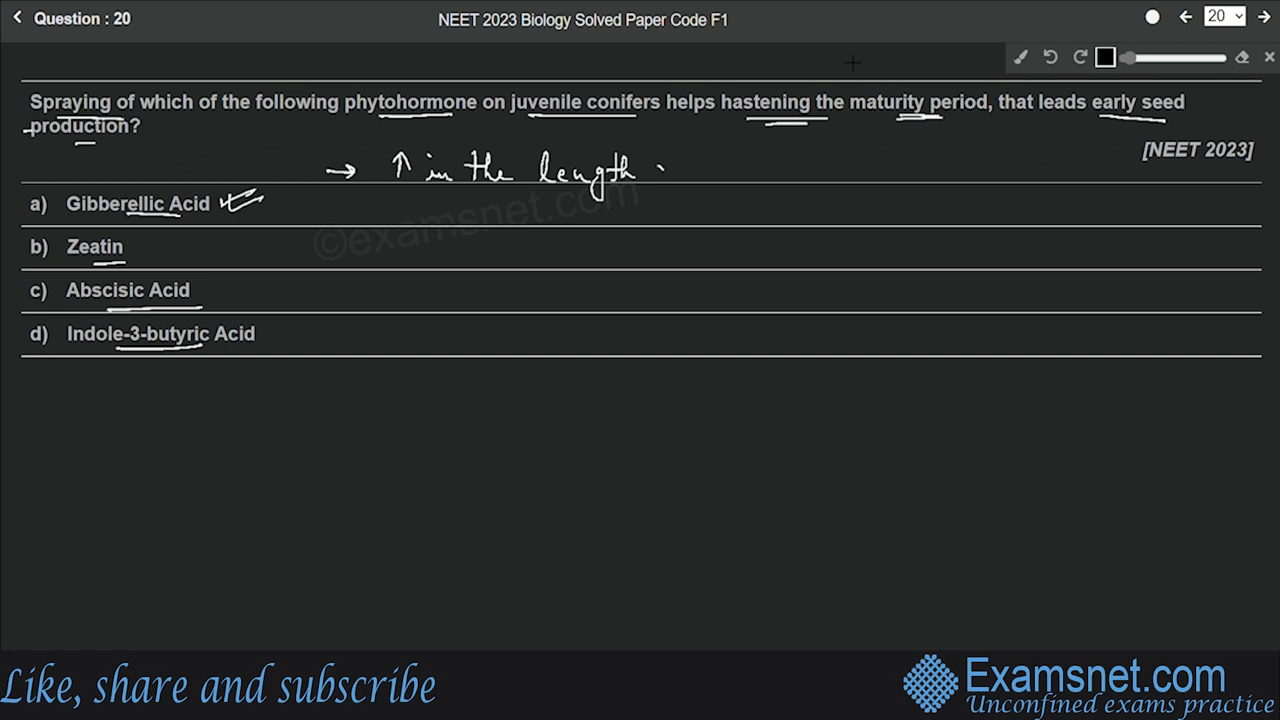 Question : 20
NEET 2023 Biology Solved Paper Code F1
20
Spraying of which of the following phytohormone on juvenile conifers helps hastening the maturity period, that leads early seed
production?
[NEET 2023]
→ ↑ in the length
a) Gibberellic Acid
©examsnet.com
b) Zeatin
c) Abscisic Acid
d) Indole-3-butyric Acid
Like, share and subscribe
Examsnet.com
Unconfined exams practice